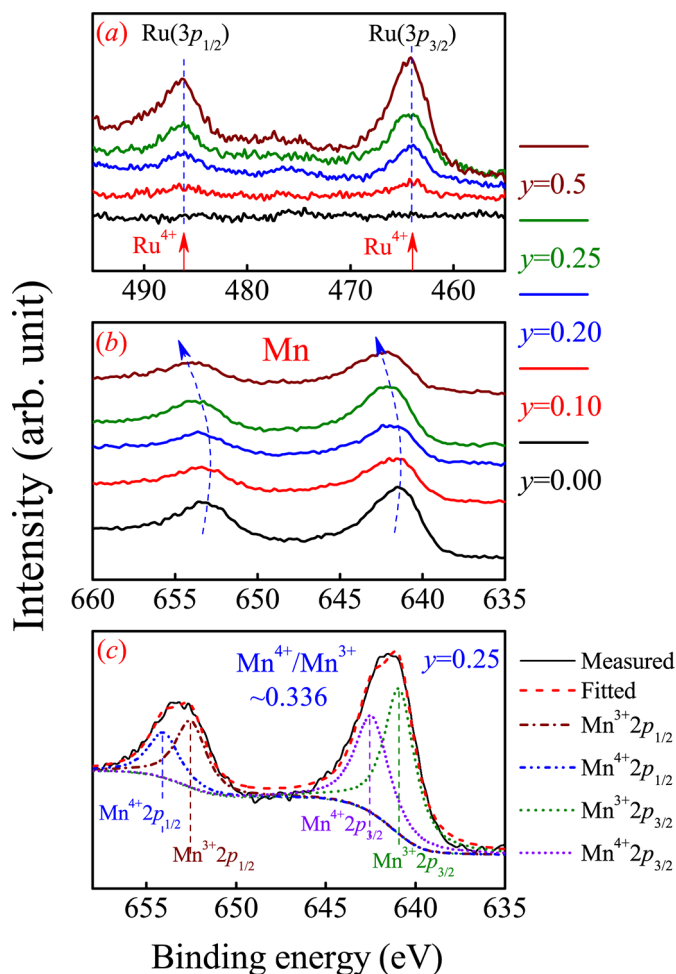 (a) Ru(3p1/2) Ru(3p3/2)
Ru4+ Ru4+
490 480 470 460
y=0.5
y=0.25
y=0.20
y=0.10
y=0.00
Intensity (arb. unit)
(b) Mn
660 655 650 645 640 635
(c) Mn4+/Mn3+ y=0.25
~0.336
Mn4+2p1/2
Mn3+2p1/2
Mn4+2p3/2
Mn3+2p3/2
655 650 645 640 635
Measured
Fitted
Mn3+2p1/2
Mn4+2p1/2
Mn3+2p3/2
Mn4+2p3/2
Binding energy (eV)